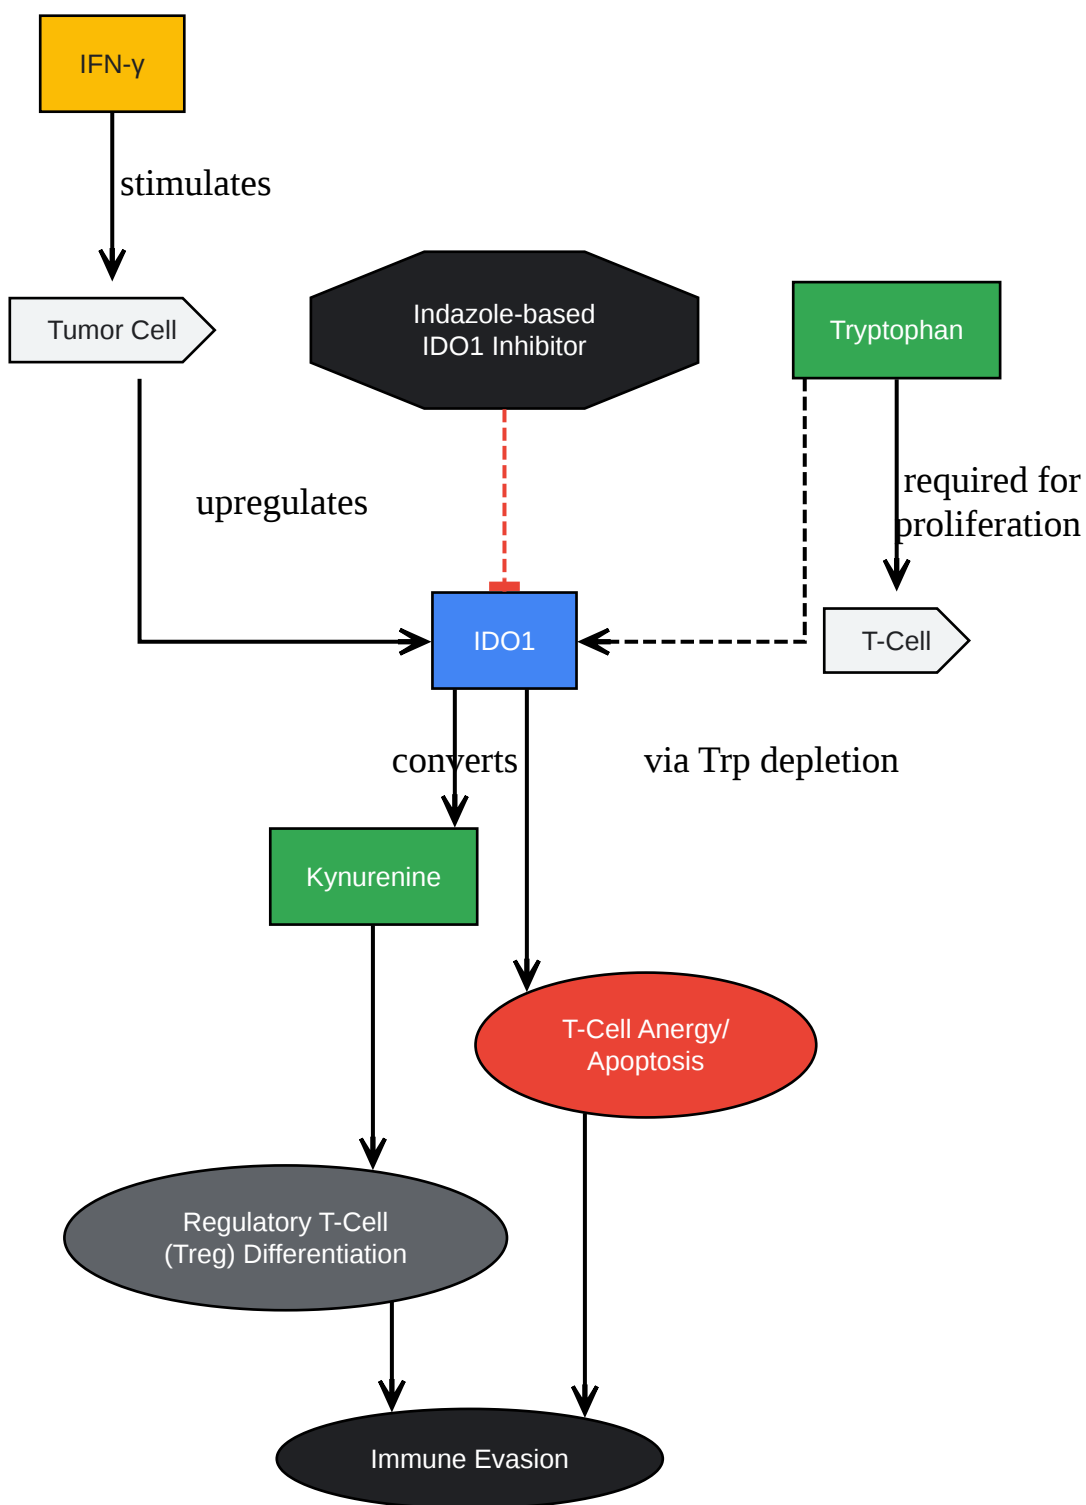 IFN-γ
stimulates
Tumor Cell
Indazole-based
IDO1 Inhibitor
Tryptophan
upregulates
required for
proliferation
IDO1
T-Cell
converts
via Trp depletion
Kynurenine
T-Cell Anergy/
Apoptosis
Regulatory T-Cell
(Treg) Differentiation
Immune Evasion